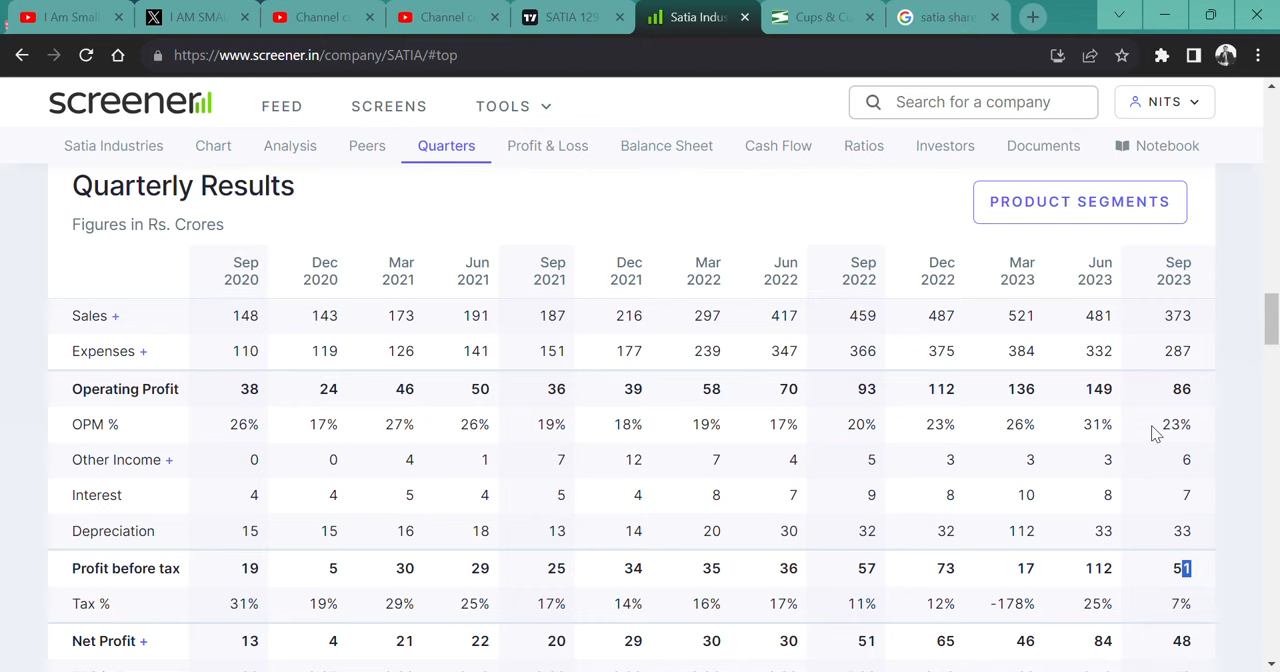 I Am Small
I AM SMA
Channel c
Channel c
SATIA 129
Satia Indus
Cups & Cu
satia share
https://www.screener.in/company/SATIA/#top
screener
FEED
SCREENS
TOOLS
Search for a company
NITS
Satia Industries Chart Analysis Peers Quarters Profit & Loss Balance Sheet Cash Flow Ratios Investors Documents Notebook
Quarterly Results
PRODUCT SEGMENTS
Figures in Rs. Crores
Sep Dec Mar Jun Sep Dec Mar Jun Sep Dec Mar Jun Sep
2020 2020 2021 2021 2021 2021 2022 2022 2022 2022 2023 2023 2023
Sales + 148 143 173 191 187 216 297 417 459 487 521 481 373
Expenses + 110 119 126 141 151 177 239 347 366 375 384 332 287
Operating Profit 38 24 46 50 36 39 58 70 93 112 136 149 86
OPM % 26% 17% 27% 26% 19% 18% 19% 17% 20% 23% 26% 31% 23%
Other Income + 0 0 4 1 7 12 7 4 5 3 3 3 6
Interest 4 4 5 4 5 4 8 7 9 8 10 8 7
Depreciation 15 15 16 18 13 14 20 30 32 32 112 33 33
Profit before tax 19 5 30 29 25 34 35 36 57 73 17 112 51
Tax % 31% 19% 29% 25% 17% 14% 16% 17% 11% 12% -178% 25% 7%
Net Profit + 13 4 21 22 20 29 30 30 51 65 46 84 48